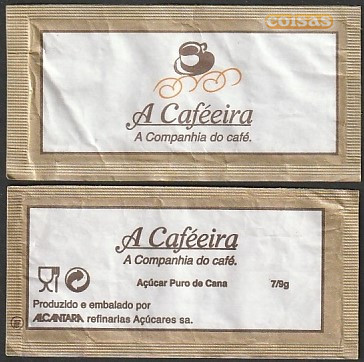 coisas
A Caféeira
A Companhia do café.
A Caféeira
A Companhia do café.
Açúcar Puro de Cana 7/9g
Produzido e embalado por
ALCANTARA refinarias Açúcares sa.